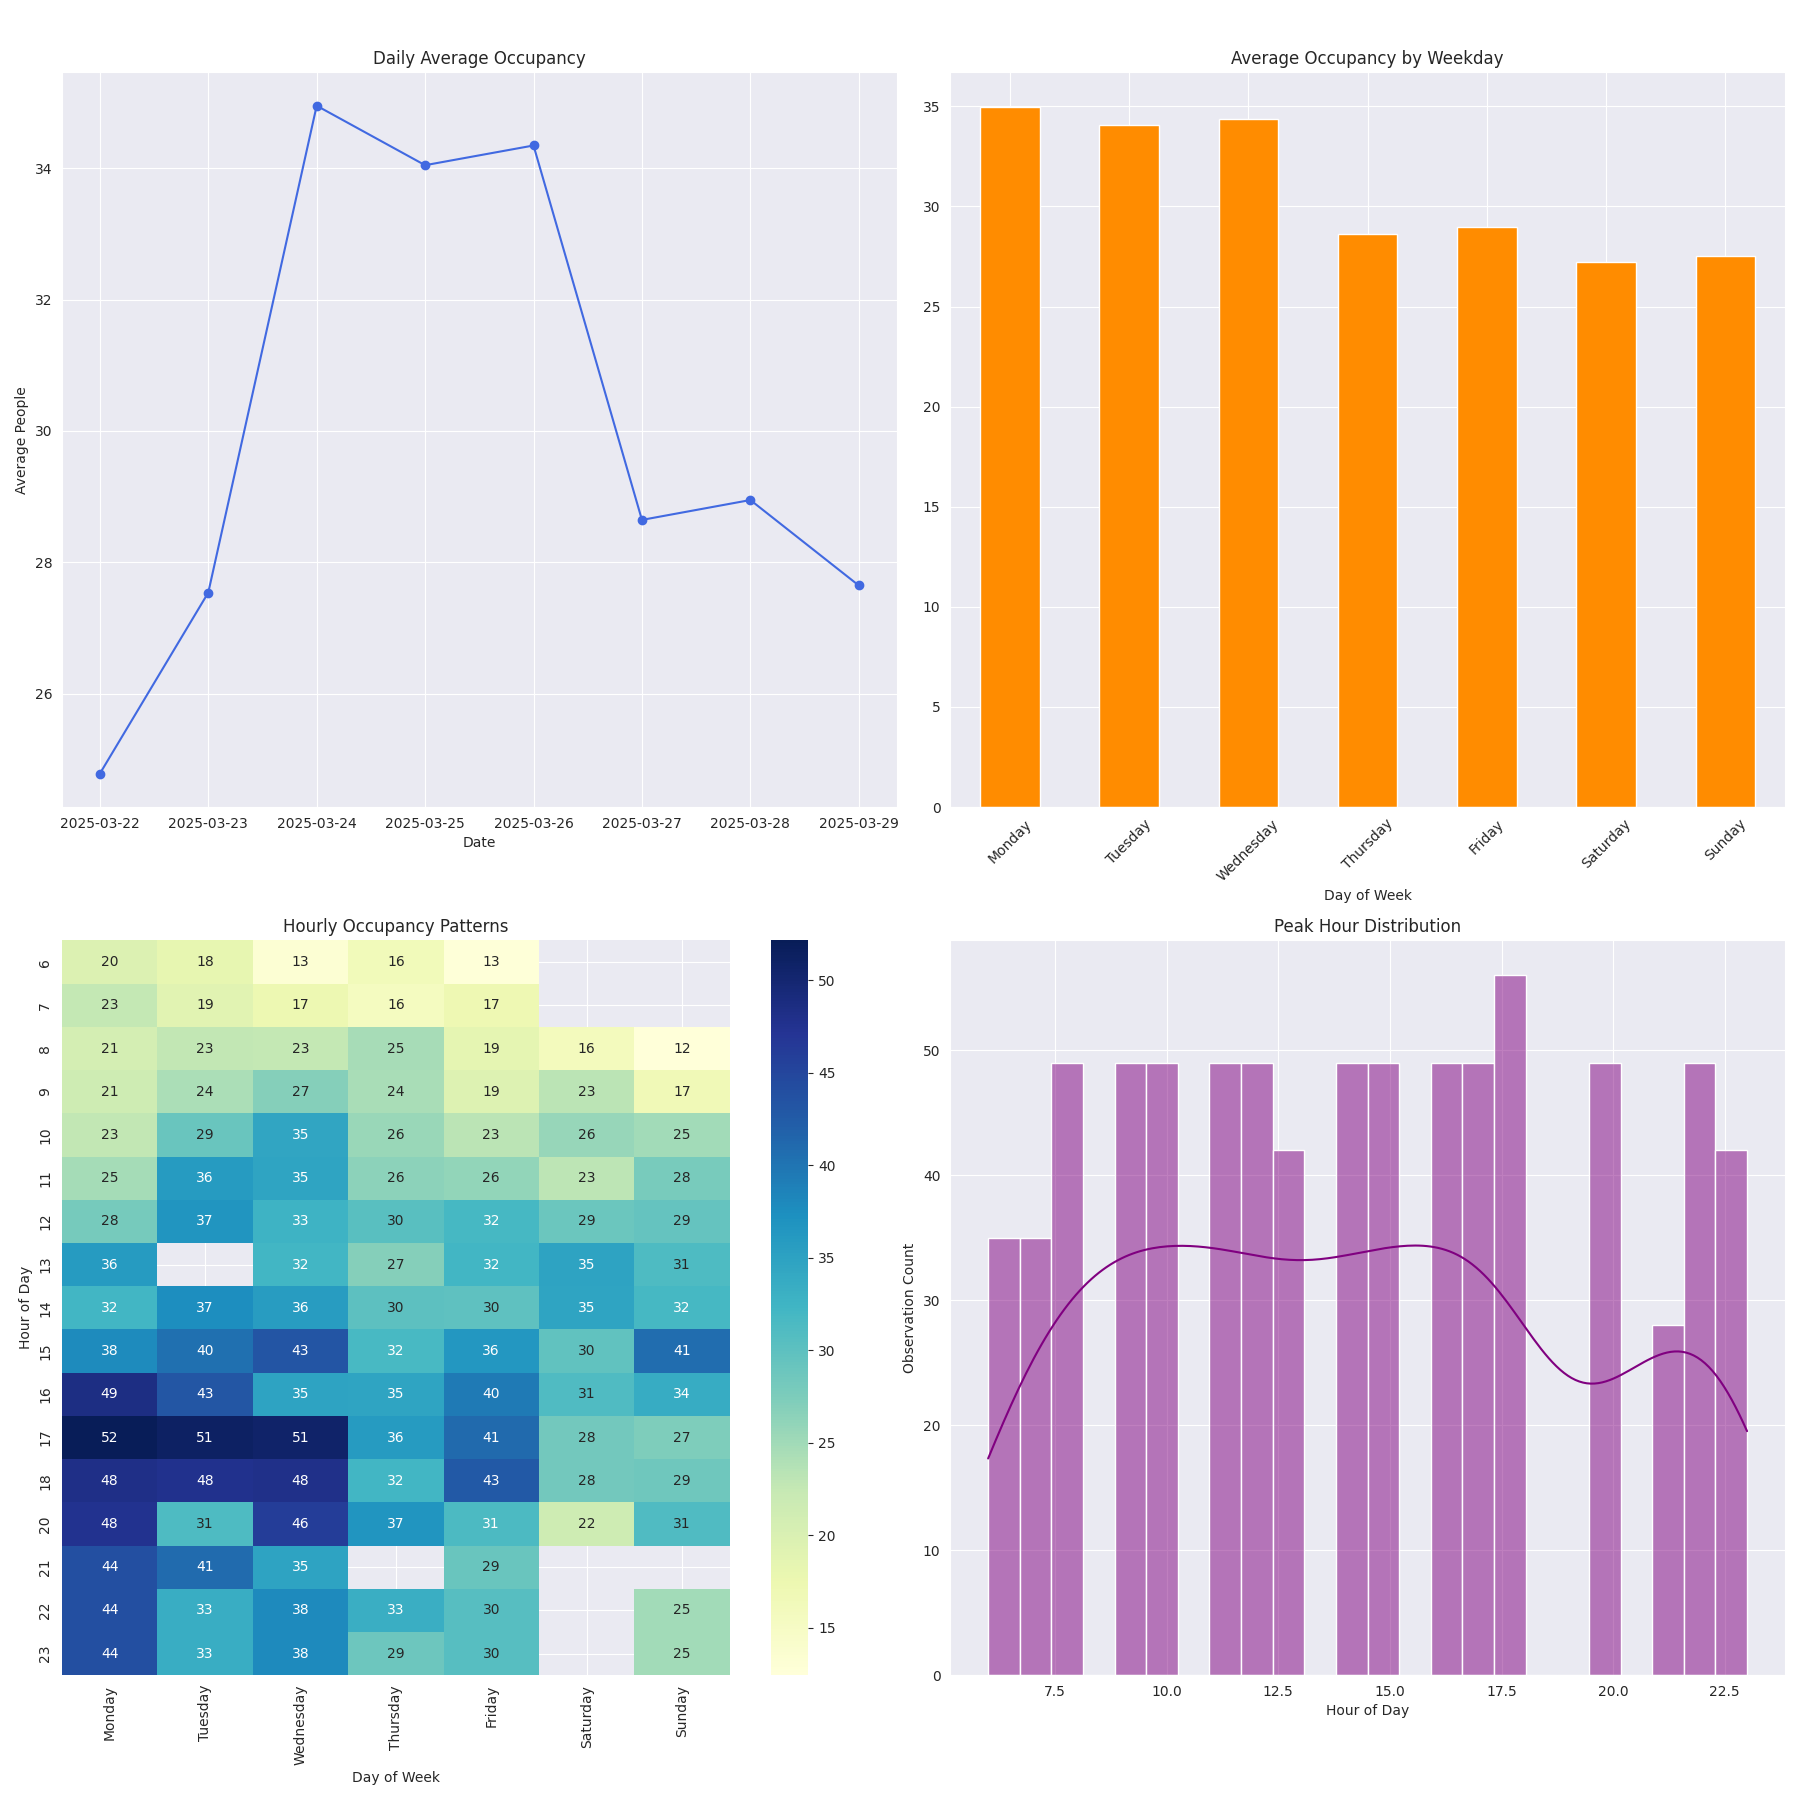 Daily Average Occupancy
Average People
34
32
30
28
26
2025-03-22 2025-03-23 2025-03-24 2025-03-25 2025-03-26 2025-03-27 2025-03-28 2025-03-29
Date
Average Occupancy by Weekday
35
30
25
20
15
10
5
0
Monday Tuesday Wednesday Thursday Friday Saturday Sunday
Day of Week
Hourly Occupancy Patterns
Hour of Day
6 20 18 13 16 13
7 23 19 17 16 17
8 21 23 23 25 19 16 12
9 21 24 27 24 19 23 17
10 23 29 35 26 23 26 25
11 25 36 35 26 26 23 28
12 28 37 33 30 32 29 29
13 36 32 27 32 35 31
14 32 37 36 30 30 35 32
15 38 40 43 32 36 30 41
16 49 43 35 35 40 31 34
17 52 51 51 36 41 28 27
18 48 48 48 32 43 28 29
20 48 31 46 37 31 22 31
21 44 41 35 29
22 44 33 38 33 30 25
23 44 33 38 29 30 25
Monday Tuesday Wednesday Thursday Friday Saturday Sunday
Day of Week
50
45
40
35
30
25
20
15
Peak Hour Distribution
Observation Count
50
40
30
20
10
0
7.5 10.0 12.5 15.0 17.5 20.0 22.5
Hour of Day